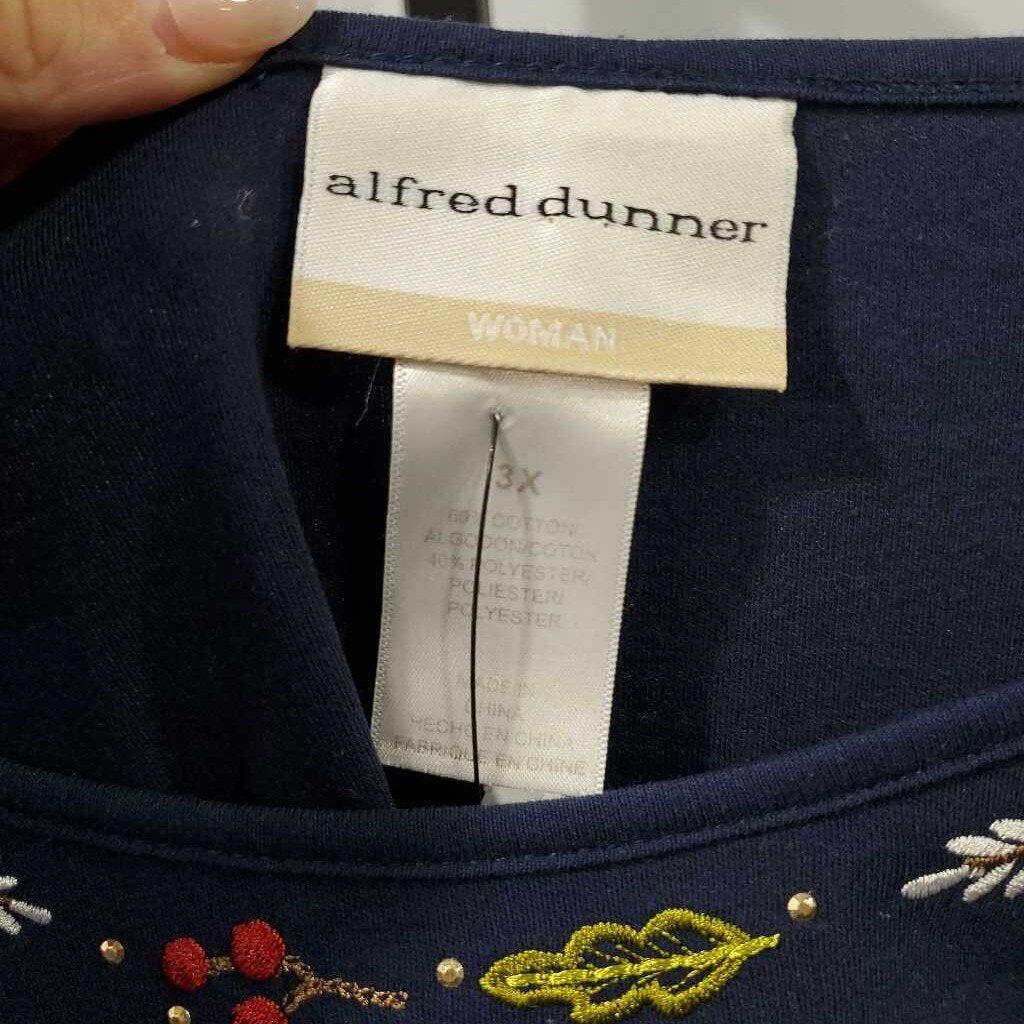 alfred dunner
WOMAN
3X
60% COTTON/
ALGODON/COTON
40% POLYESTER/
POLIESTER/
POLYESTER
MADE IN
CHINA
HECHO EN CHINA
FABRIQUE EN CHINE